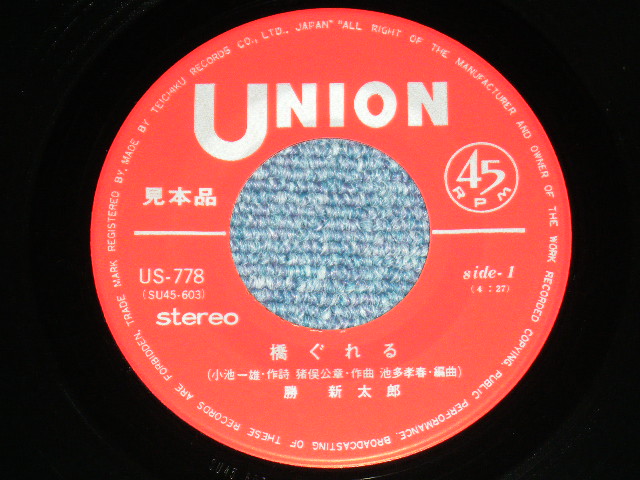 TRADE MARK REGISTERED BY, MADE BY TEICHIKU RECORDS CO., LTD., JAPAN "ALL RIGHT OF THE MANUFACTURER AND OWNER OF THE WORK RECORDED COPYING, PUBLIC PERFORMANCE, BROADCASTING OF THESE RECORDS ARE FORBIDDEN,
UNION
45
RPM
見本品
US-778
(SU45-603)
stereo
side-1
(4:27)
橋ぐれる
(小池一雄・作詩 猪俣公章・作曲 池多孝春・編曲)
勝新太郎